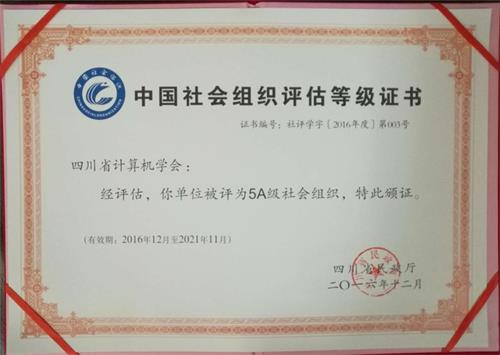 中国社会组织评估等级证书
证书编号：社评学字〔2016年度〕第003号
四川省计算机学会：
经评估，你单位被评为5A级社会组织，特此颁证。
（有效期：2016年12月至2021年11月）
四川省民政厅
二〇一六年十二月